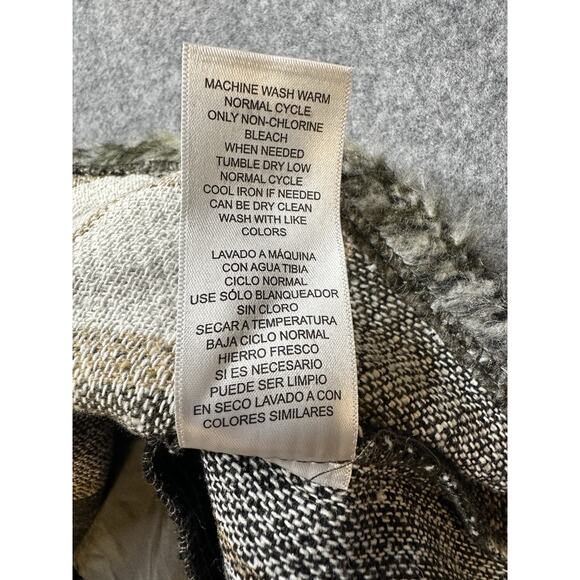 MACHINE WASH WARM
NORMAL CYCLE
ONLY NON-CHLORINE
BLEACH
WHEN NEEDED
TUMBLE DRY LOW
NORMAL CYCLE
COOL IRON IF NEEDED
CAN BE DRY CLEAN
WASH WITH LIKE
COLORS
LAVADO A MÁQUINA
CON AGUA TIBIA
CICLO NORMAL
USE SÓLO BLANQUEADOR
SIN CLORO
SECAR A TEMPERATURA
BAJA CICLO NORMAL
HIERRO FRESCO
SI ES NECESARIO
PUEDE SER LIMPIO
EN SECO LAVADO A CON
COLORES SIMILARES